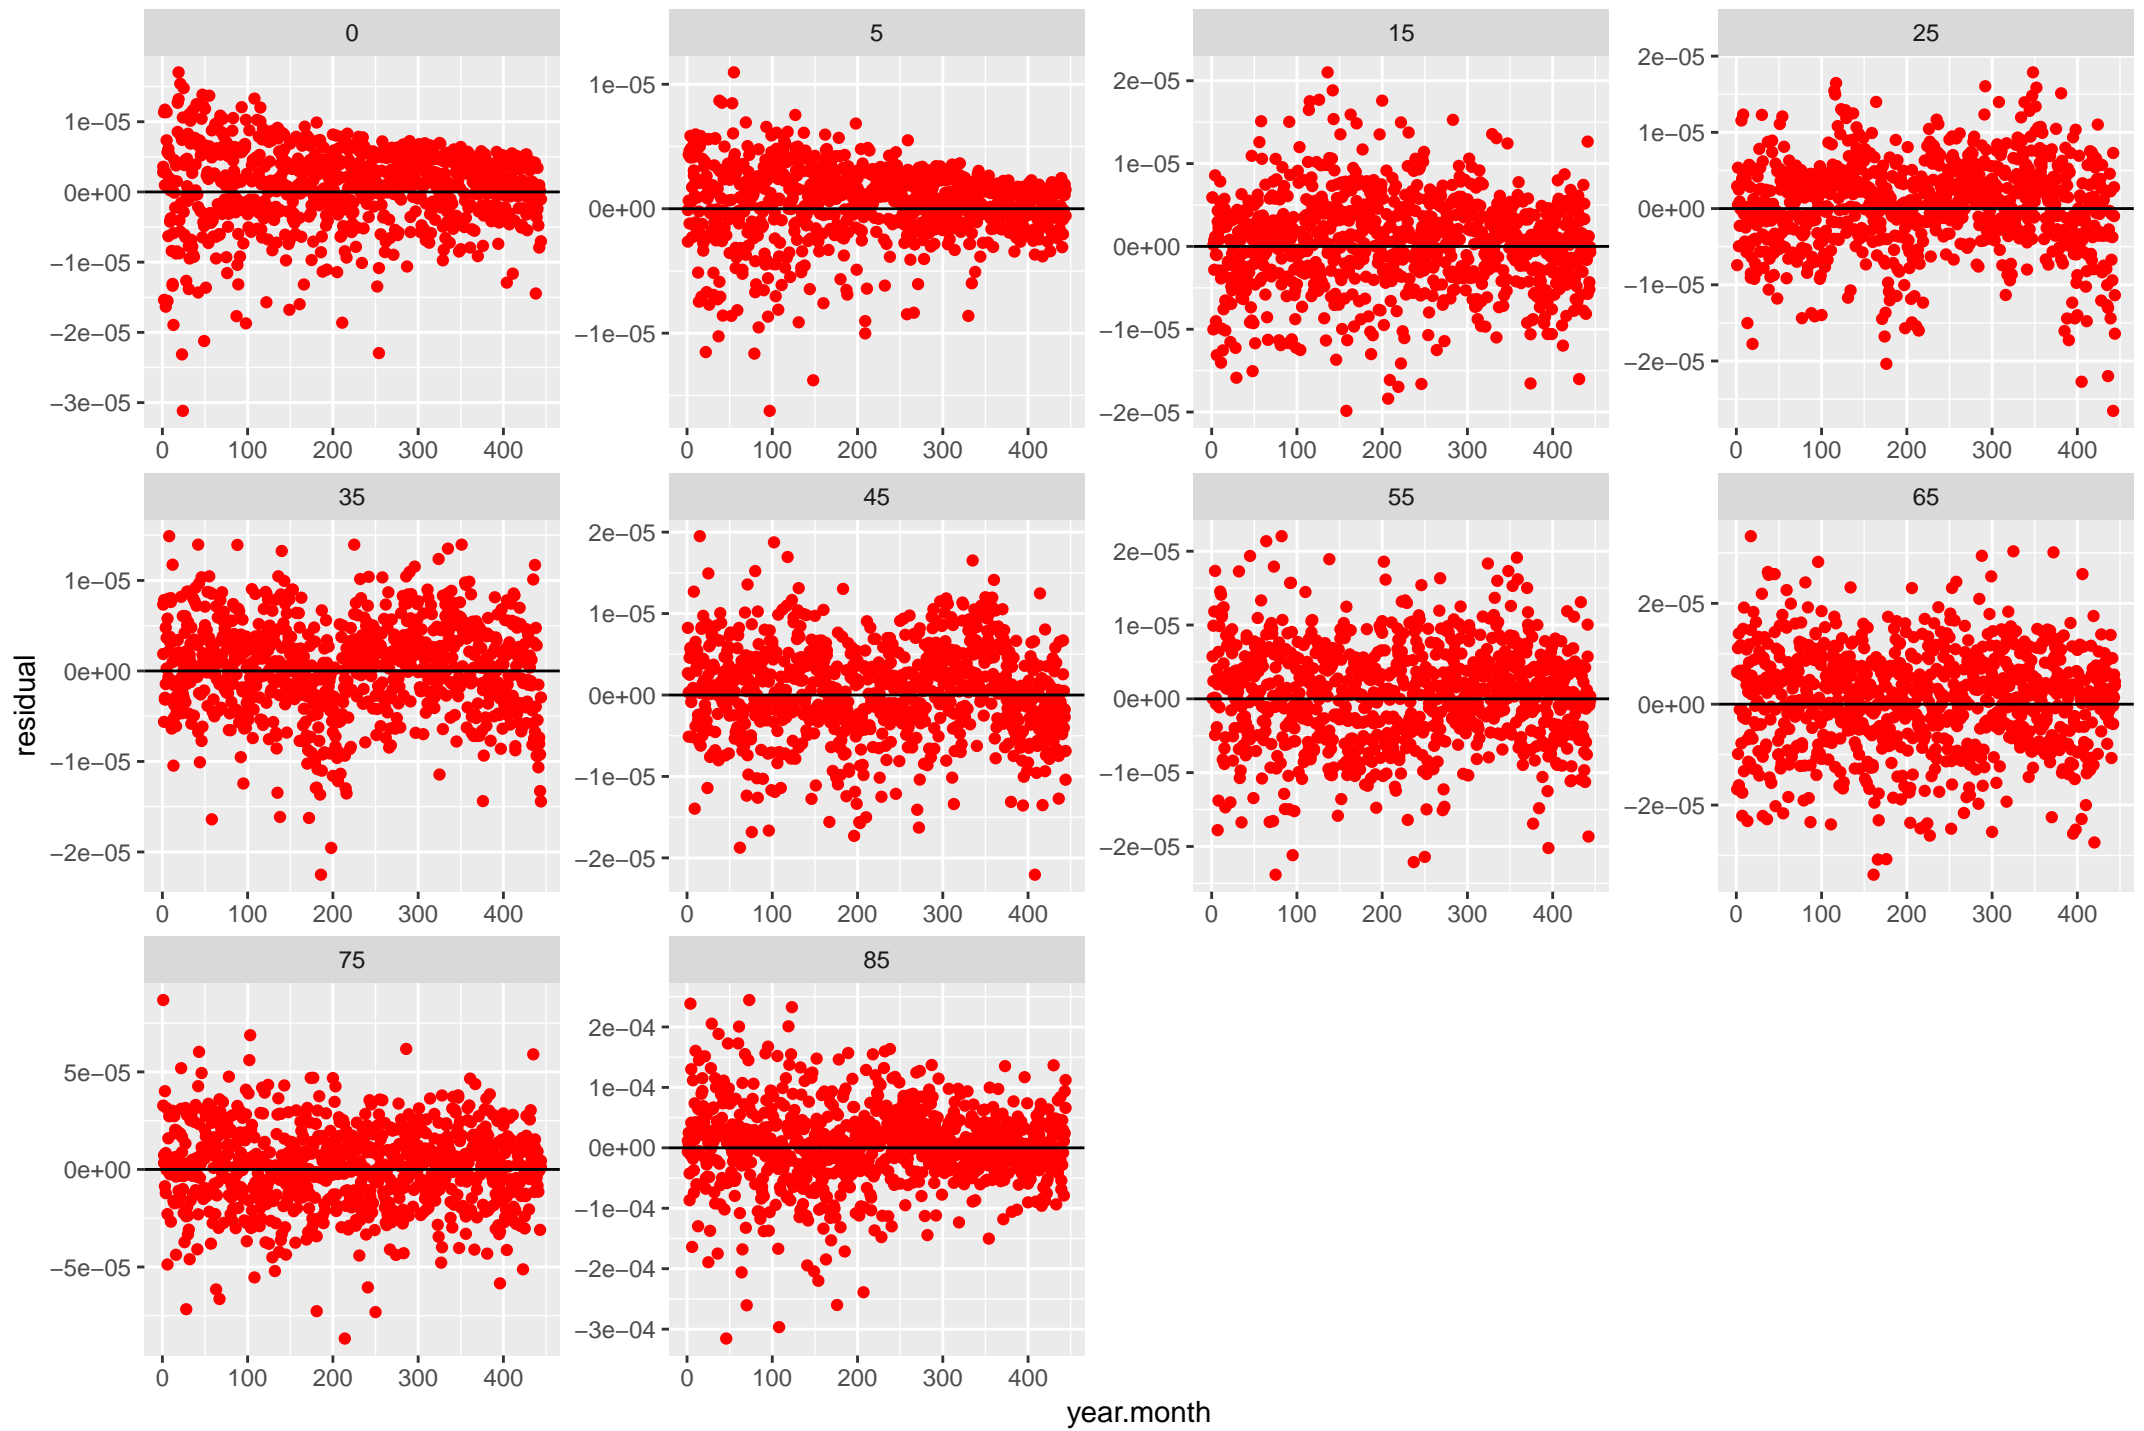 0 5 15 25
1e−05
0e+00
−1e−05
−2e−05
−3e−05
1e−05
0e+00
−1e−05
2e−05
1e−05
0e+00
−1e−05
−2e−05
2e−05
1e−05
0e+00
−1e−05
−2e−05
0 100 200 300 400 0 100 200 300 400 0 100 200 300 400 0 100 200 300 400
35 45 55 65
1e−05
0e+00
−1e−05
−2e−05
2e−05
1e−05
0e+00
−1e−05
−2e−05
2e−05
1e−05
0e+00
−1e−05
−2e−05
2e−05
0e+00
−2e−05
0 100 200 300 400 0 100 200 300 400 0 100 200 300 400 0 100 200 300 400
75 85
5e−05
0e+00
−5e−05
2e−04
1e−04
0e+00
−1e−04
−2e−04
−3e−04
0 100 200 300 400 0 100 200 300 400
residual
year.month